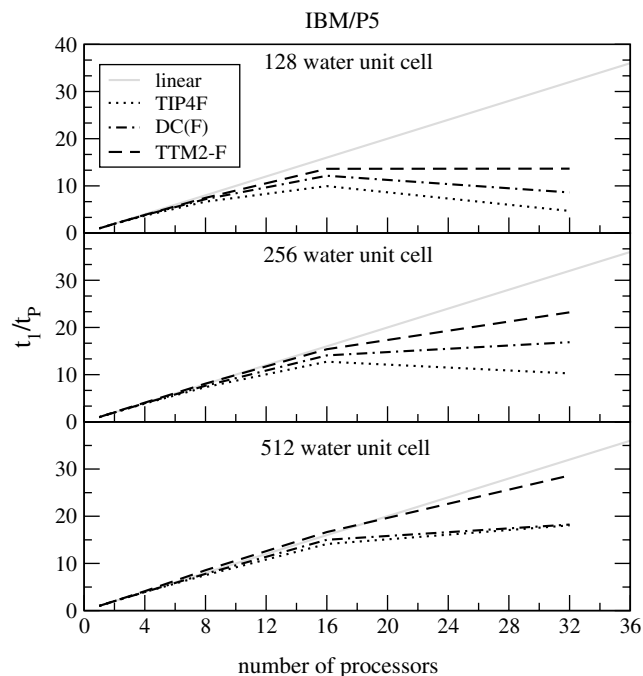 IBM/P5
40
128 water unit cell
linear
TIP4F
DC(F)
TTM2-F
30
20
10
0
256 water unit cell
30
20
10
0
t1/tP
512 water unit cell
30
20
10
0
0 4 8 12 16 20 24 28 32 36
number of processors